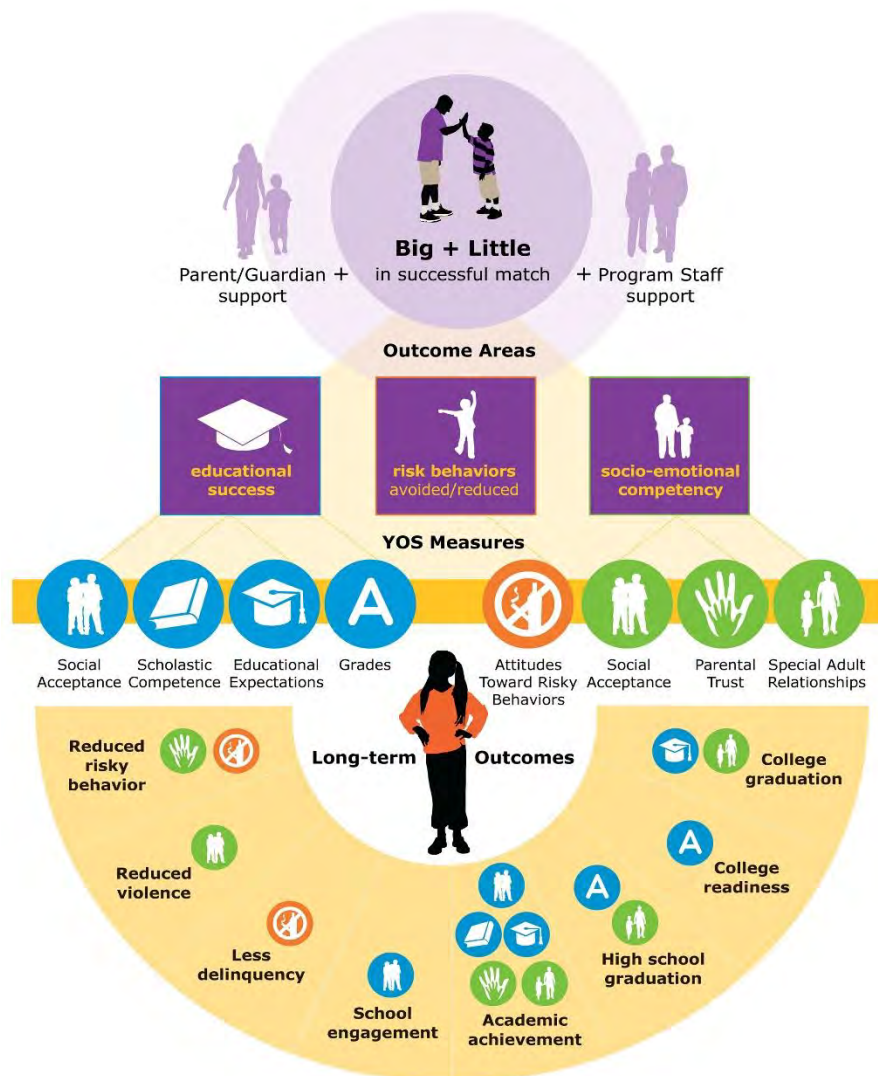 Big + Little
in successful match
Parent/Guardian +
support
+ Program Staff
support
Outcome Areas
educational
success
risk behaviors
avoided/reduced
socio-emotional
competency
YOS Measures
A
Social
Acceptance
Scholastic
Competence
Educational
Expectations
Grades
Attitudes
Toward Risky
Behaviors
Social
Acceptance
Parental
Trust
Special Adult
Relationships
Long-term Outcomes
Reduced
risky
behavior
College
graduation
Reduced
violence
A
College
readiness
Less
delinquency
A
High school
graduation
School
engagement
Academic
achievement